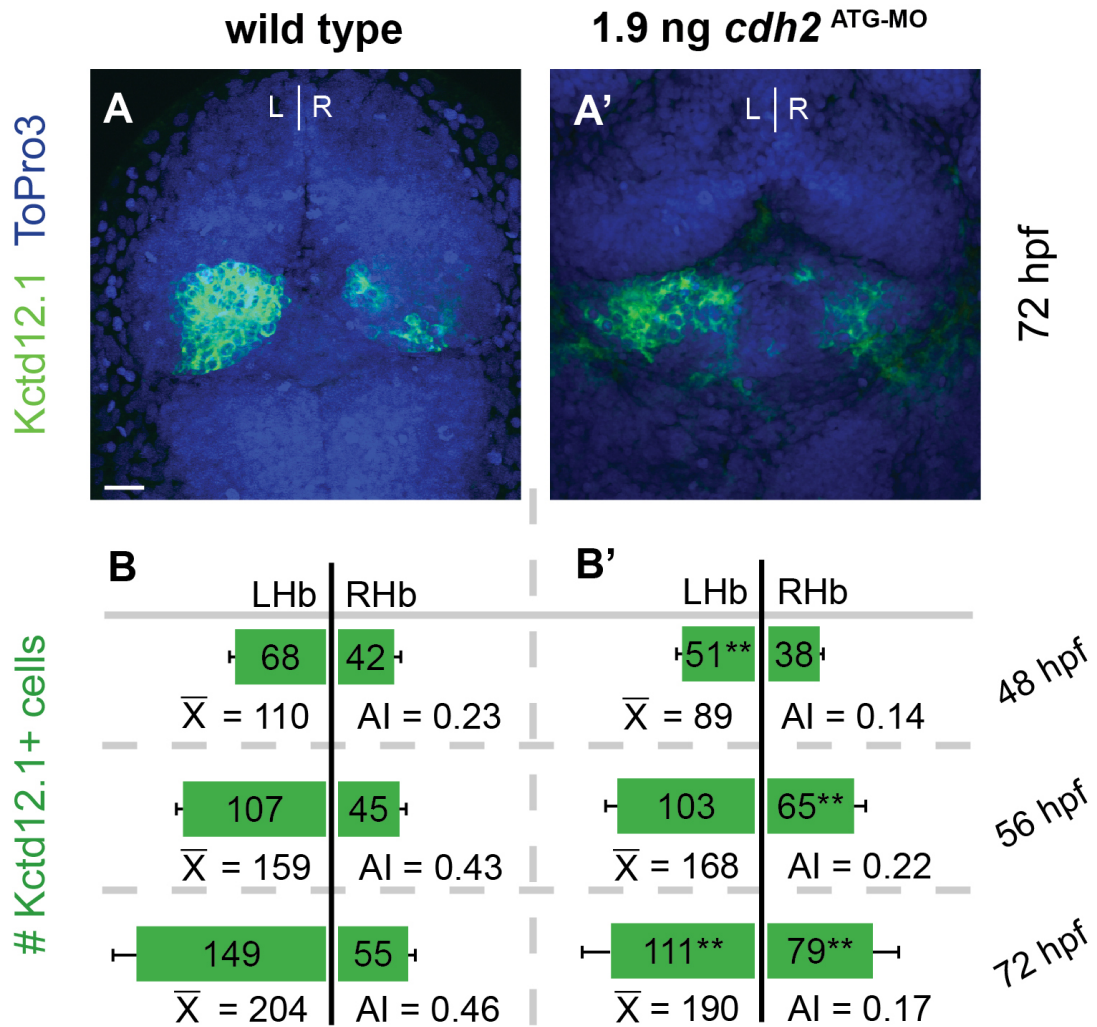 wild type
1.9 ng cdh2 ATG-MO
Kctd12.1 ToPro3
A
L | R
A’
L | R
72 hpf
# Kctd12.1+ cells
B
LHb RHb
68 42
X̅ = 110 AI = 0.23
107 45
X̅ = 159 AI = 0.43
149 55
X̅ = 204 AI = 0.46
B’
LHb RHb
51** 38
X̅ = 89 AI = 0.14
48 hpf
103 65**
X̅ = 168 AI = 0.22
56 hpf
111** 79**
X̅ = 190 AI = 0.17
72 hpf